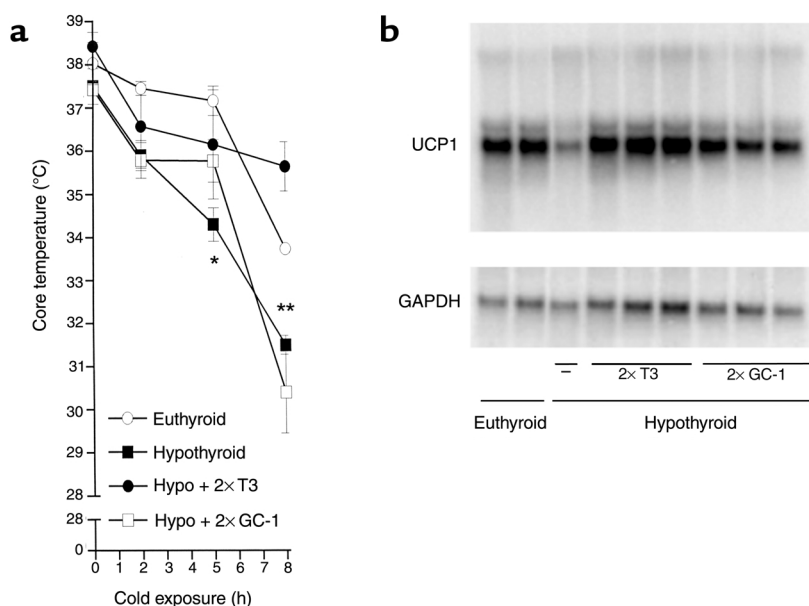 a
39
38
37
36
35
34
33
32
31
30
29
28
28
0
Core temperature (°C)
*
**
Euthyroid
Hypothyroid
Hypo + 2× T3
Hypo + 2× GC-1
0 1 2 3 4 5 6 7 8
Cold exposure (h)
b
UCP1
GAPDH
– 2× T3 2× GC-1
Euthyroid Hypothyroid